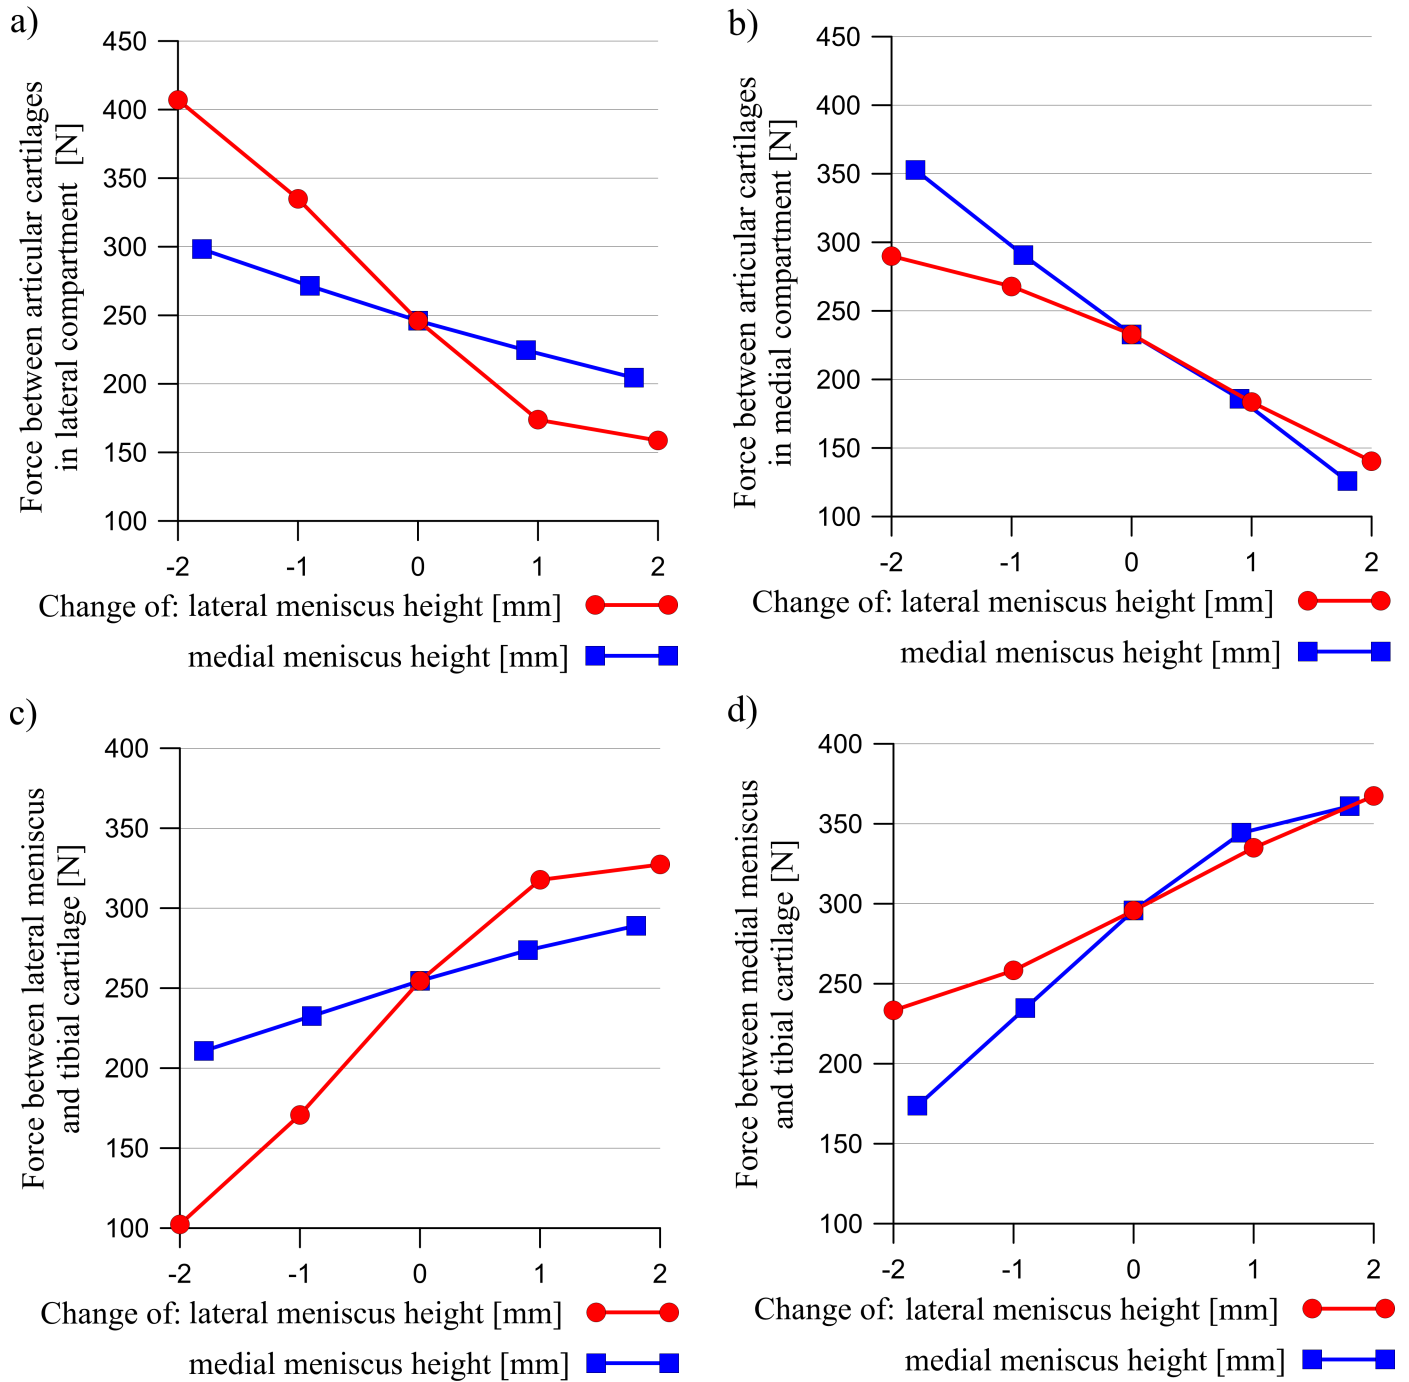 a)
Force between articular cartilages
in lateral compartment [N]
450
400
350
300
250
200
150
100
-2 -1 0 1 2
Change of: lateral meniscus height [mm]
medial meniscus height [mm]
b)
Force between articular cartilages
in medial compartment [N]
450
400
350
300
250
200
150
100
-2 -1 0 1 2
Change of: lateral meniscus height [mm]
medial meniscus height [mm]
c)
Force between lateral meniscus
and tibial cartilage [N]
400
350
300
250
200
150
100
-2 -1 0 1 2
Change of: lateral meniscus height [mm]
medial meniscus height [mm]
d)
Force between medial meniscus
and tibial cartilage [N]
400
350
300
250
200
150
100
-2 -1 0 1 2
Change of: lateral meniscus height [mm]
medial meniscus height [mm]